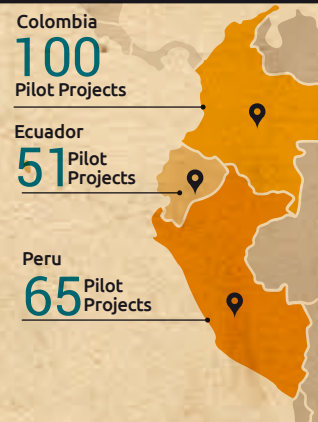 Colombia
100
Pilot Projects
Ecuador
51 Pilot
Projects
Peru
65 Pilot
Projects